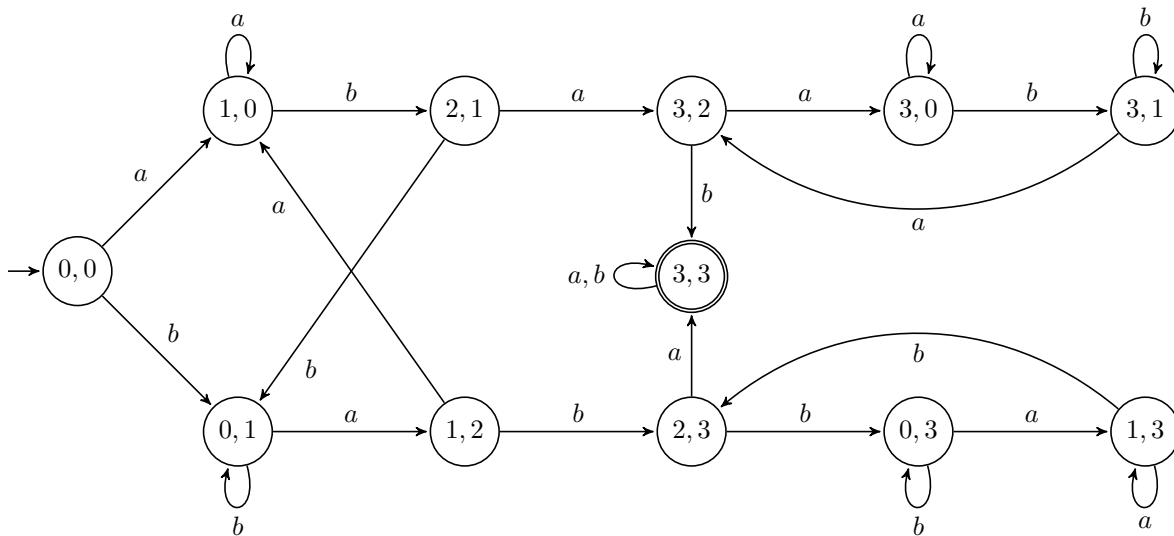 a a b
b a a b
1, 0 2, 1 3, 2 3, 0 3, 1
a a b a
0, 0 a, b 3, 3
b b a b
0, 1 a 1, 2 b 2, 3 b 0, 3 a 1, 3
b b a